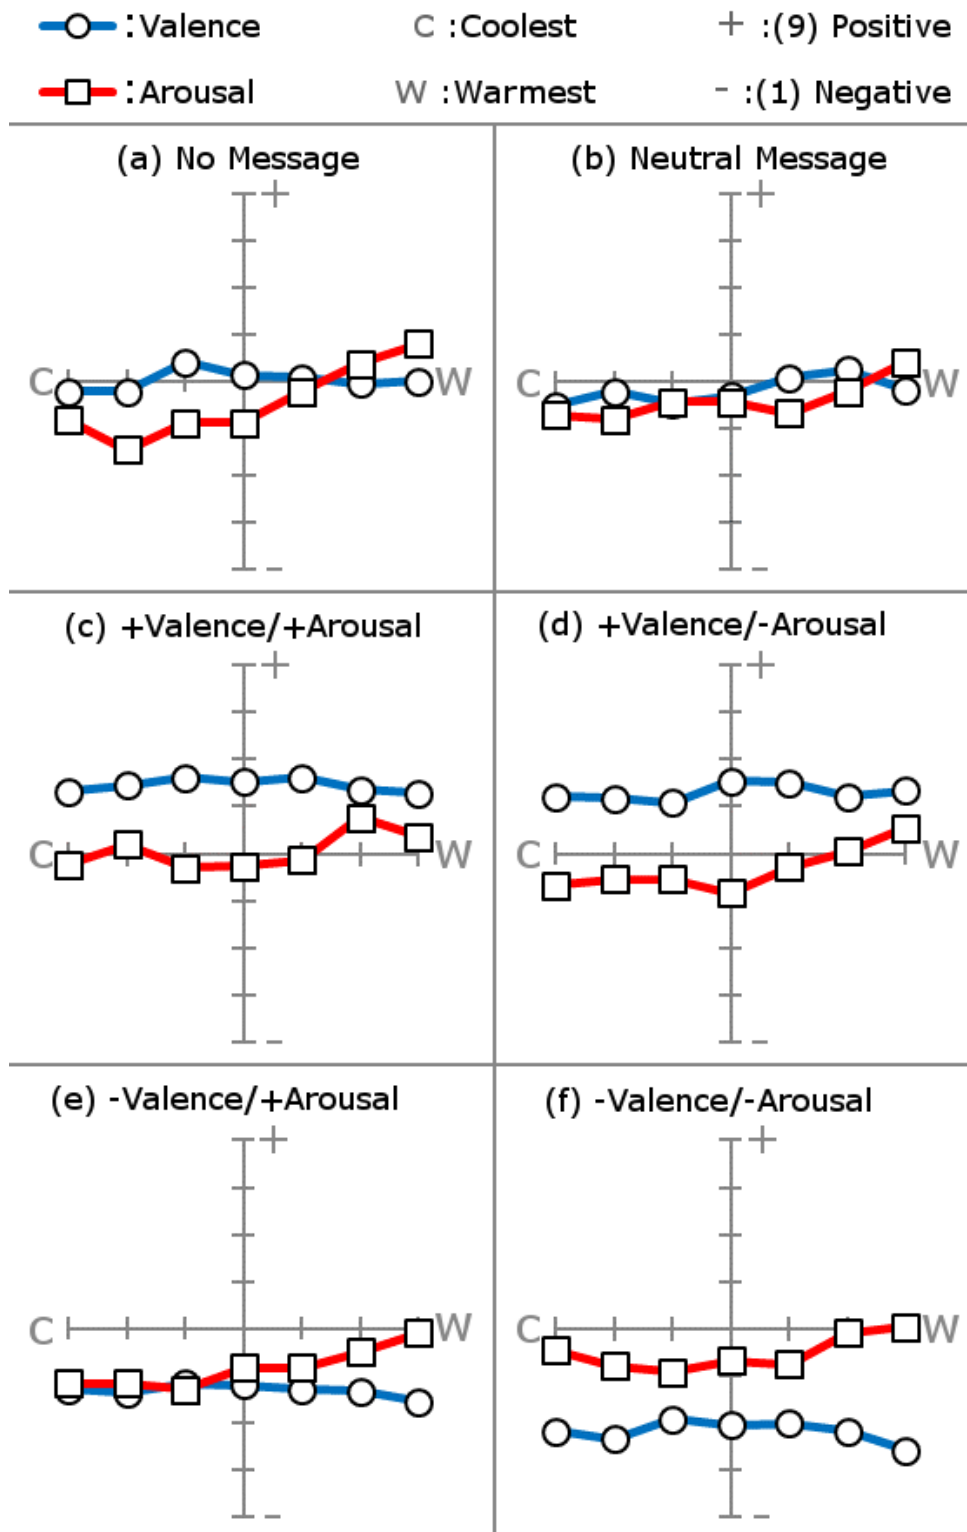 :Valence C :Coolest + :(9) Positive
:Arousal W :Warmest - :(1) Negative
(a) No Message (b) Neutral Message
+ +
C W C W
- -
(c) +Valence/+Arousal (d) +Valence/-Arousal
+ +
C W C W
- -
(e) -Valence/+Arousal (f) -Valence/-Arousal
+ +
C W C W
- -